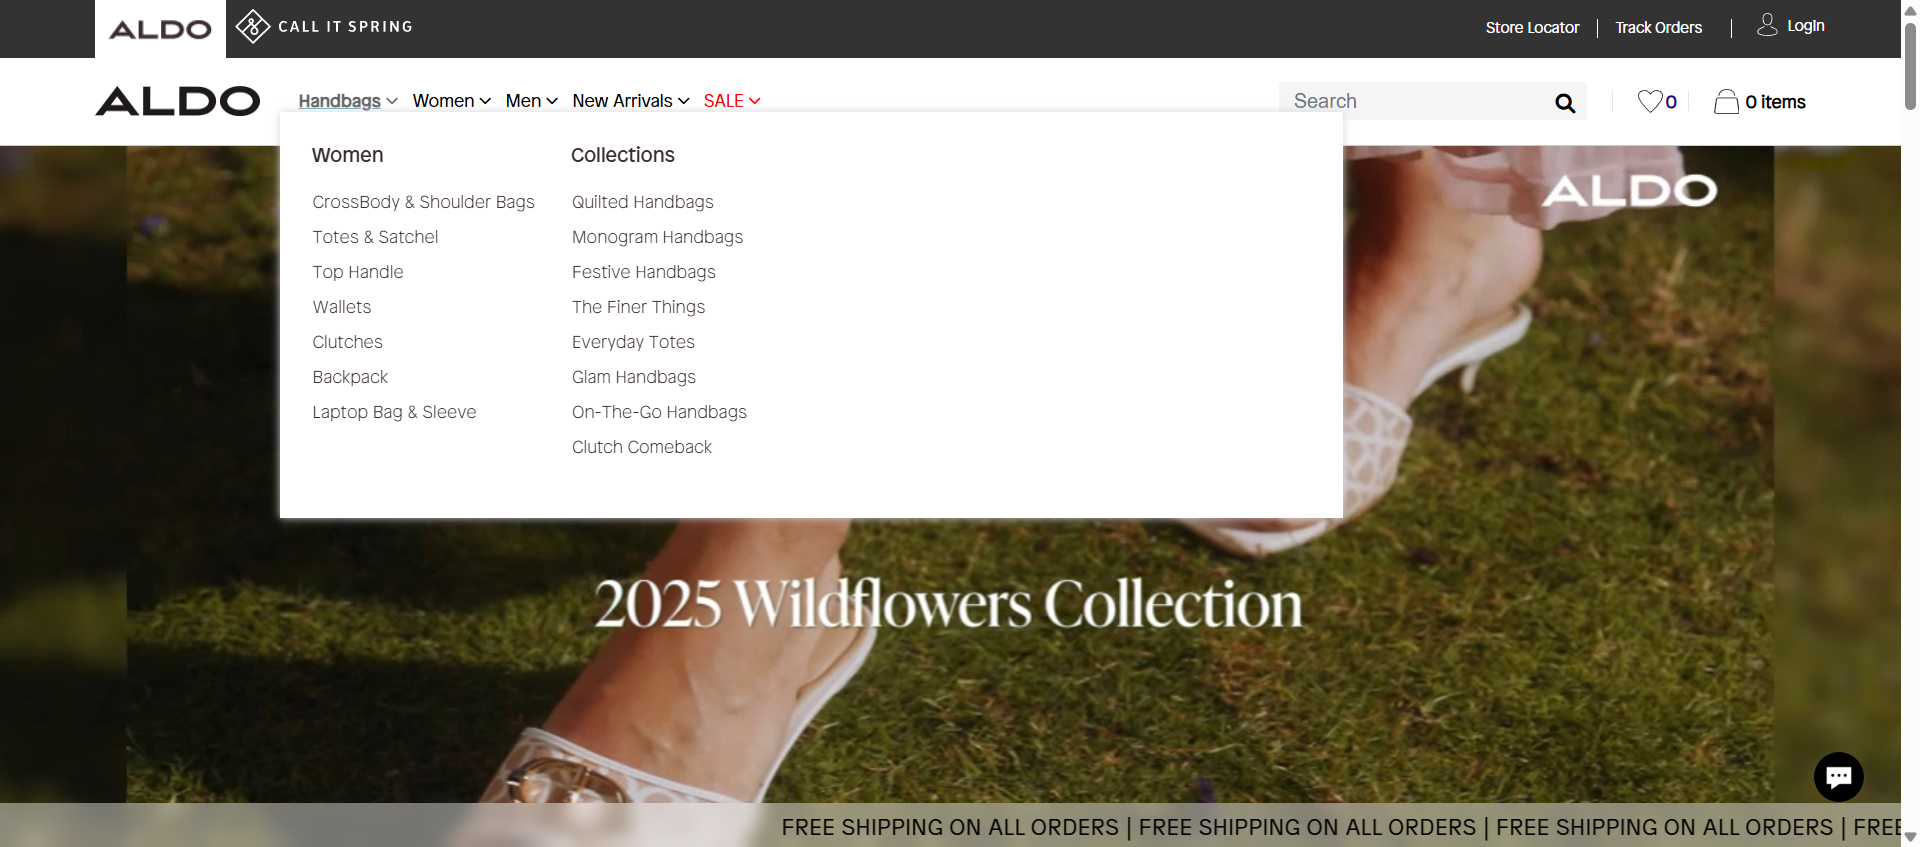 ALDO CALL IT SPRING Store Locator Track Orders Login
ALDO Handbags Women Men New Arrivals SALE Search 0 0 items
Women
CrossBody & Shoulder Bags
Totes & Satchel
Top Handle
Wallets
Clutches
Backpack
Laptop Bag & Sleeve
Collections
Quilted Handbags
Monogram Handbags
Festive Handbags
The Finer Things
Everyday Totes
Glam Handbags
On-The-Go Handbags
Clutch Comeback
ALDO
2025 Wildflowers Collection
FREE SHIPPING ON ALL ORDERS | FREE SHIPPING ON ALL ORDERS | FREE SHIPPING ON ALL ORDERS | FREE